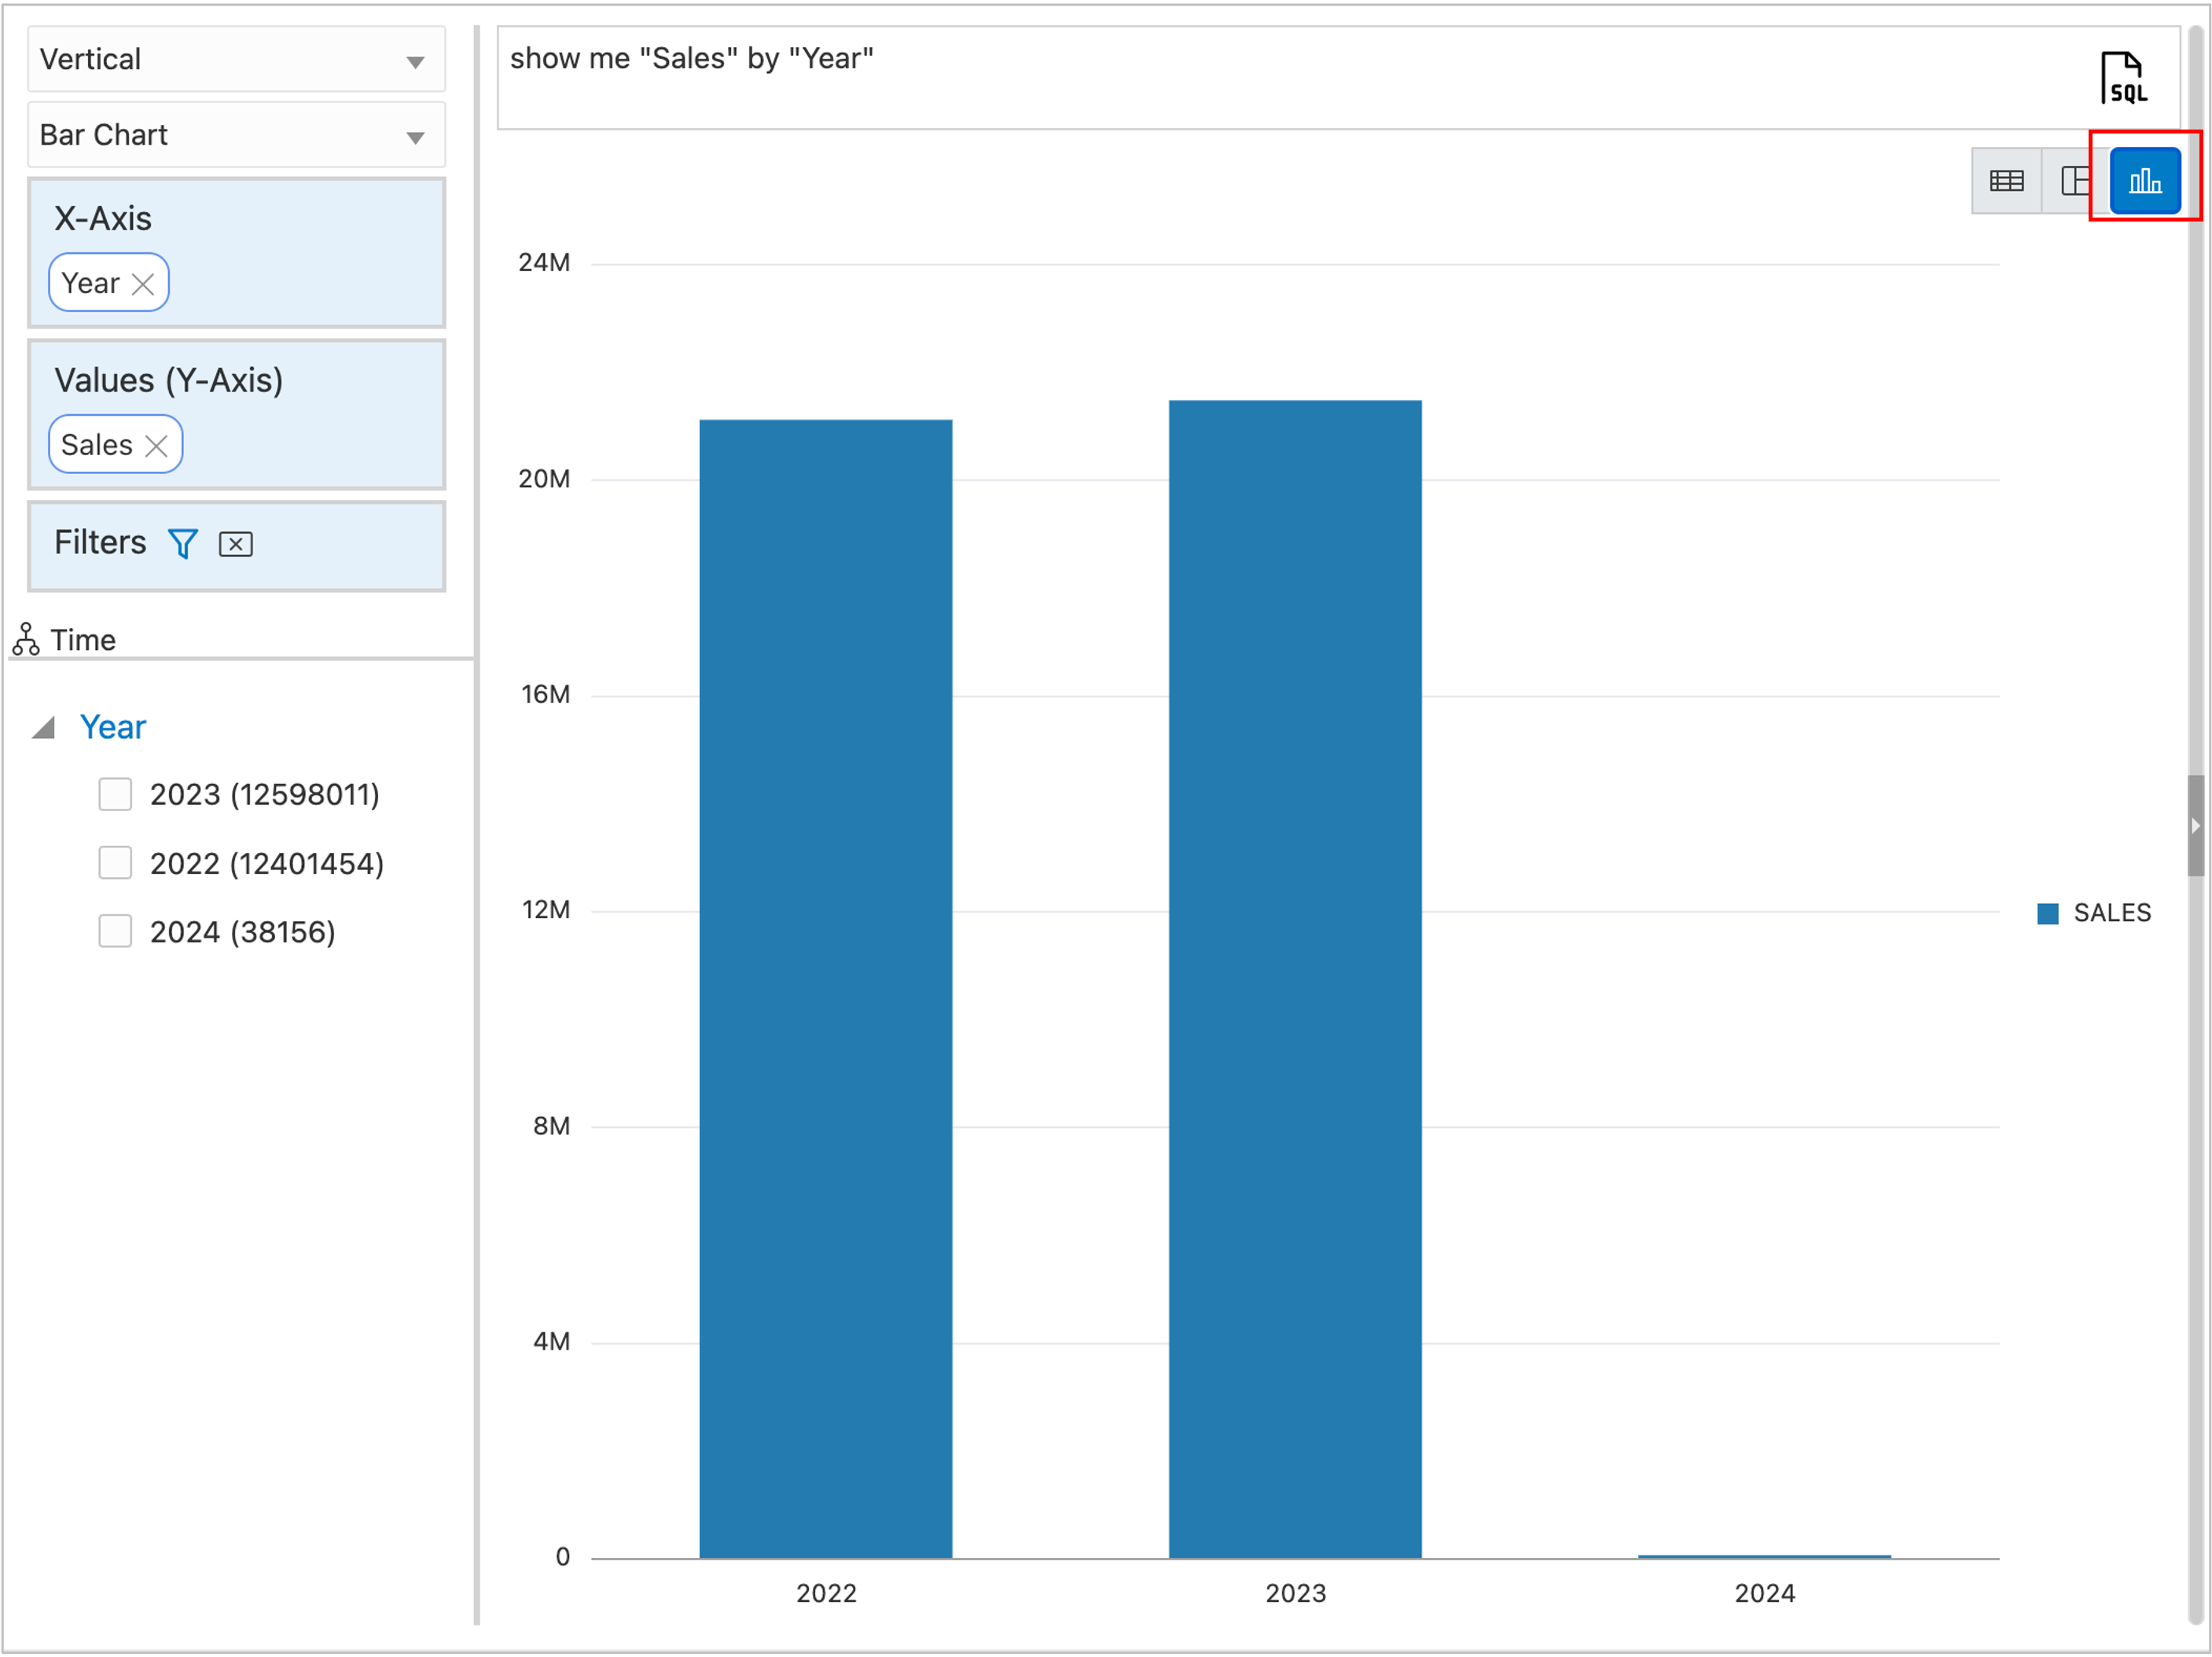 Vertical
Bar Chart
X-Axis
Year
Values (Y-Axis)
Sales
Filters
Time
Year
2023 (12598011)
2022 (12401454)
2024 (38156)
show me "Sales" by "Year"
SQL
24M
20M
16M
12M
8M
4M
0
2022 2023 2024
SALES